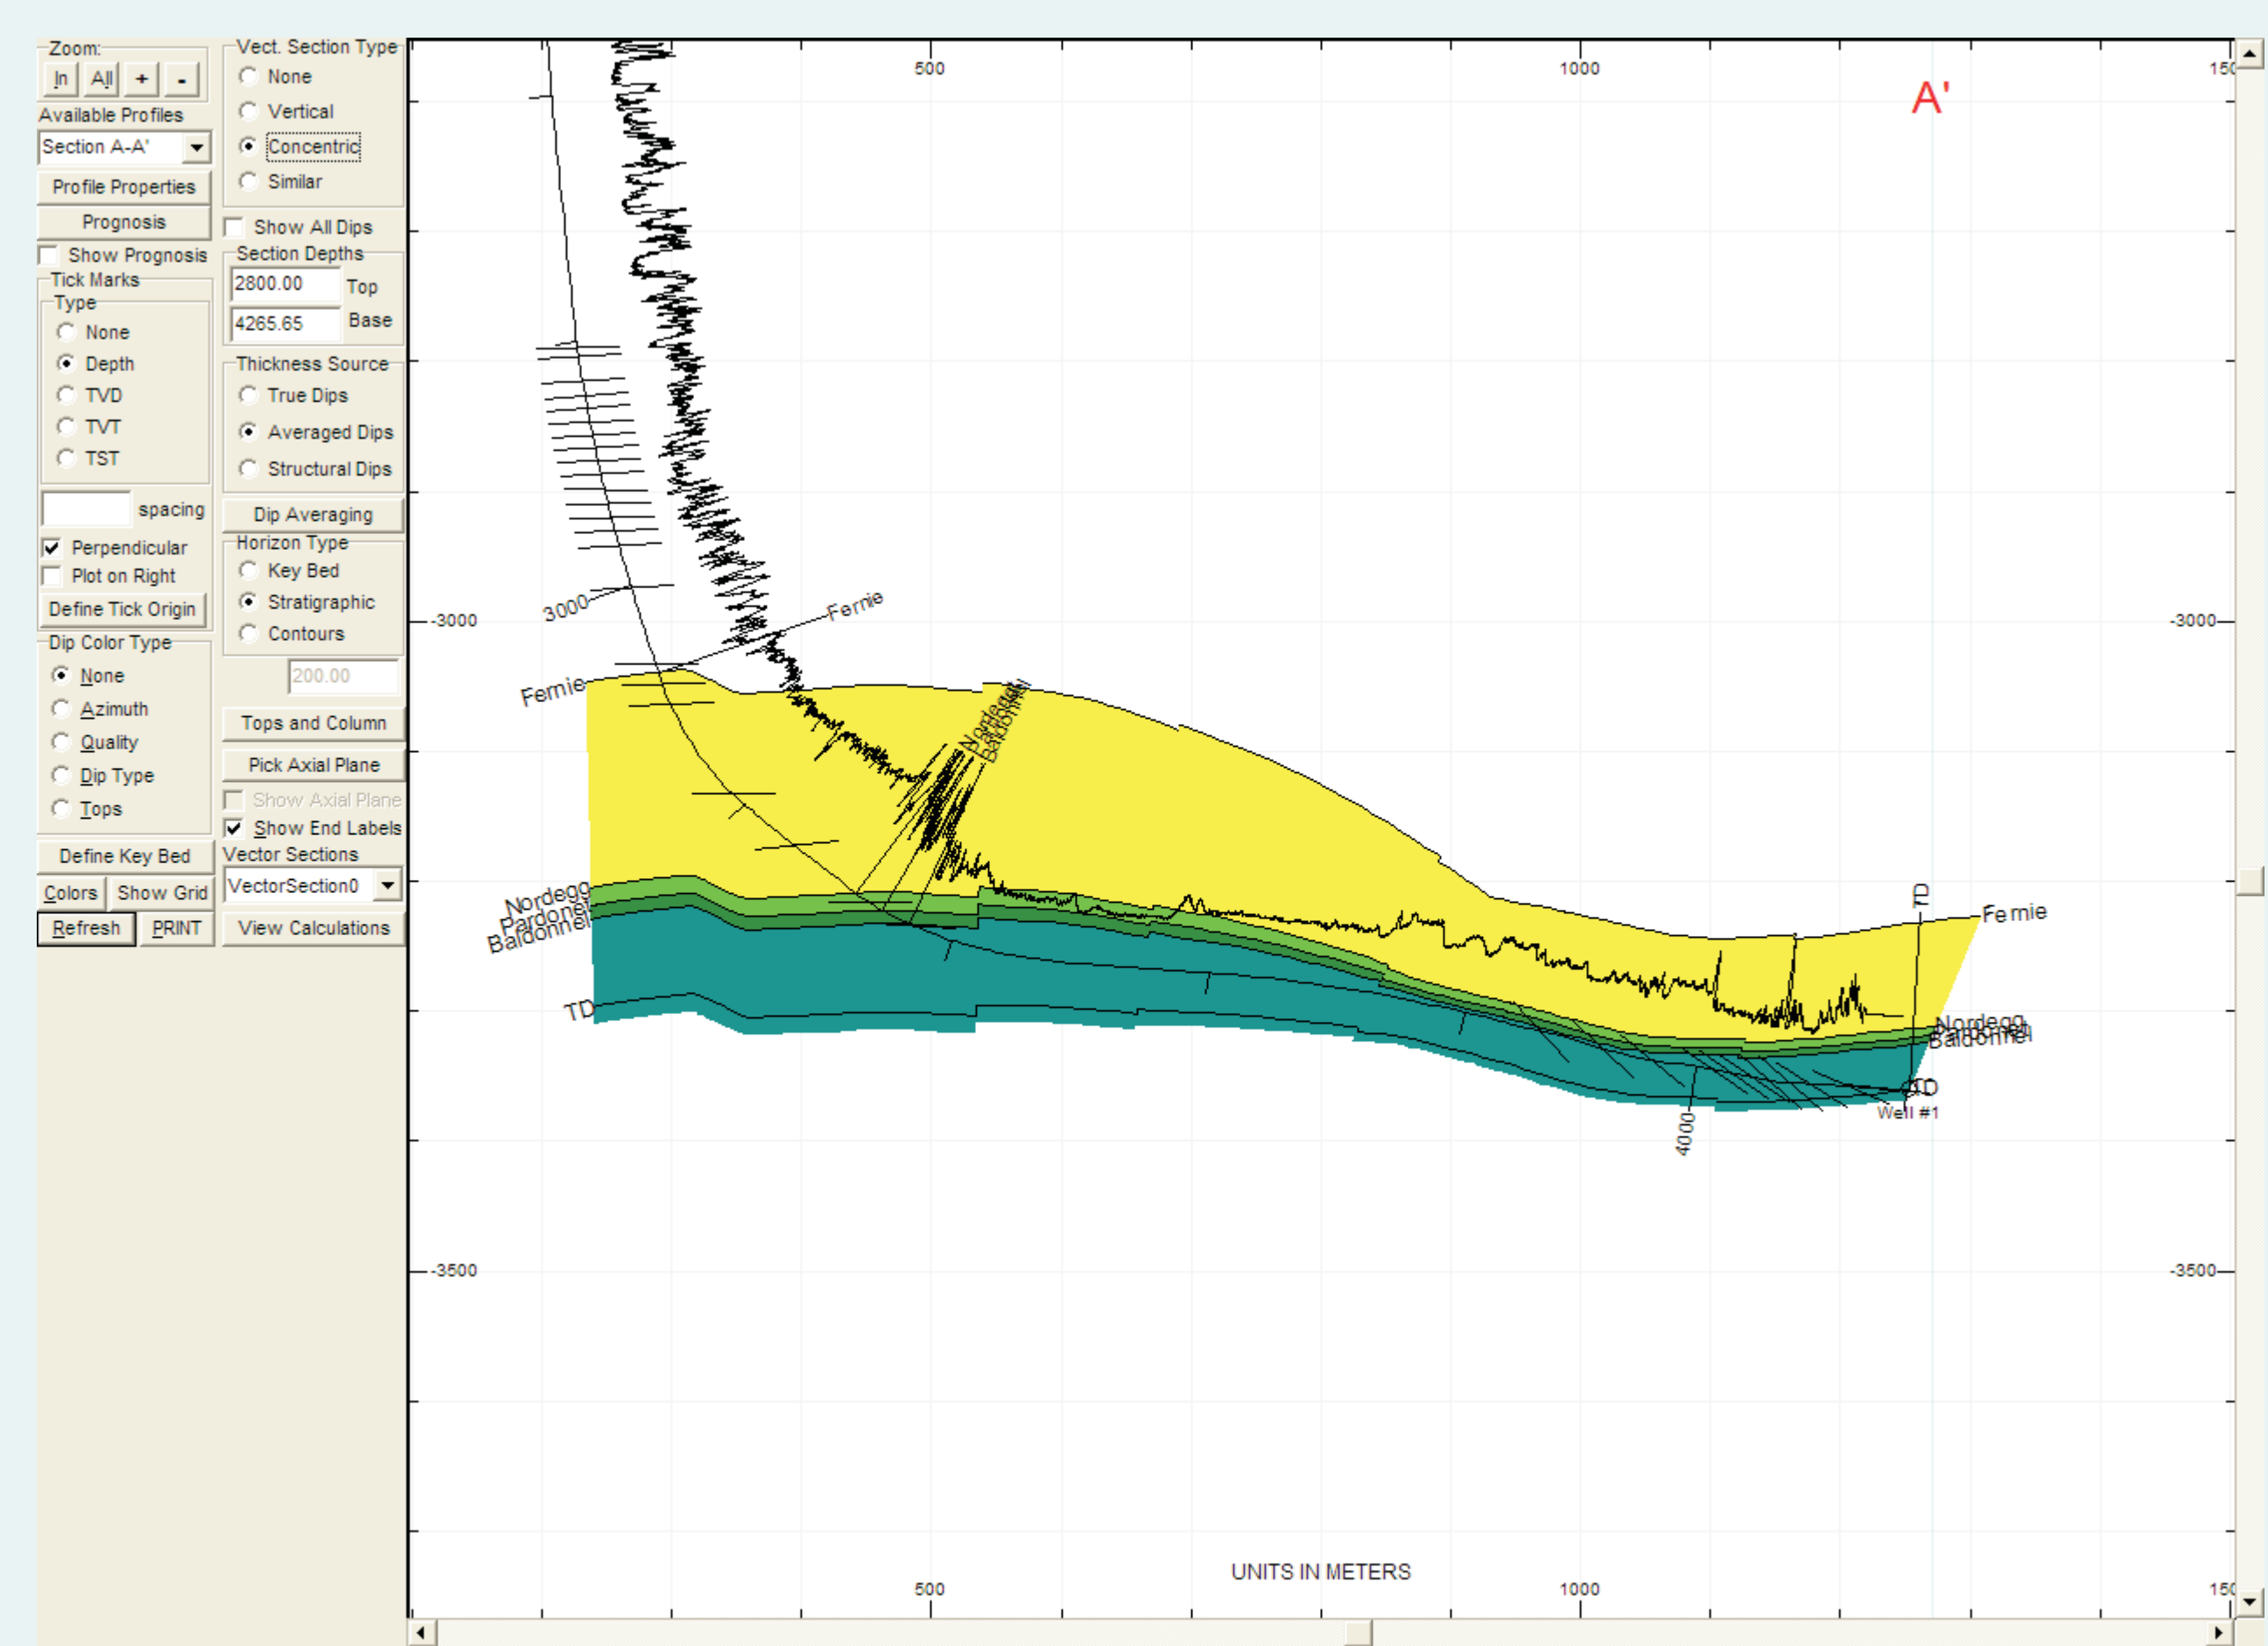 Zoom:
In All + -
Available Profiles
Section A-A'
Profile Properties
Prognosis
Show Prognosis
Tick Marks
Type
None
Depth
TVD
TVT
TST
spacing
Perpendicular
Plot on Right
Define Tick Origin
Dip Color Type
None
Azimuth
Quality
Dip Type
Tops
Define Key Bed
Colors Show Grid
Refresh PRINT
Vect. Section Type
None
Vertical
Concentric
Similar
Show All Dips
Section Depths
2800.00 Top
4265.65 Base
Thickness Source
True Dips
Averaged Dips
Structural Dips
Dip Averaging
Horizon Type
Key Bed
Stratigraphic
Contours
200.00
Tops and Column
Pick Axial Plane
Show Axial Plane
Show End Labels
Vector Sections
VectorSection0
View Calculations
500 1000
A'
-3000 -3000
3000
Fernie
Fernie
Nordegg
Baldonnel
Nordegg
Pardonet
Baldonnel
TD
TD
Fernie
Nordegg
Baldonnel
TD
Well #1
4000
-3500 -3500
UNITS IN METERS
500 1000